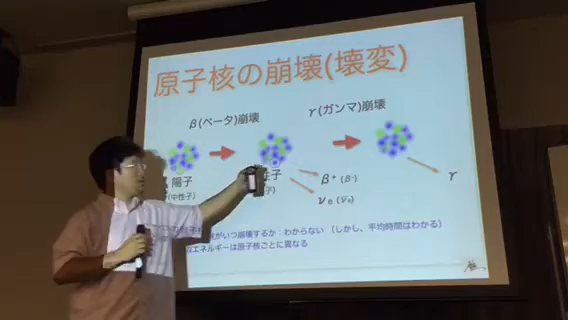 原子核の崩壊(壊変)
β(ベータ)崩壊
γ(ガンマ)崩壊
陽子
(中性子)
β⁺ (β⁻)
νₑ (ν̄ₑ)
γ
がいつ崩壊するか：わからない （しかし、平均時間はわかる）
エネルギーは原子核ごとに異なる